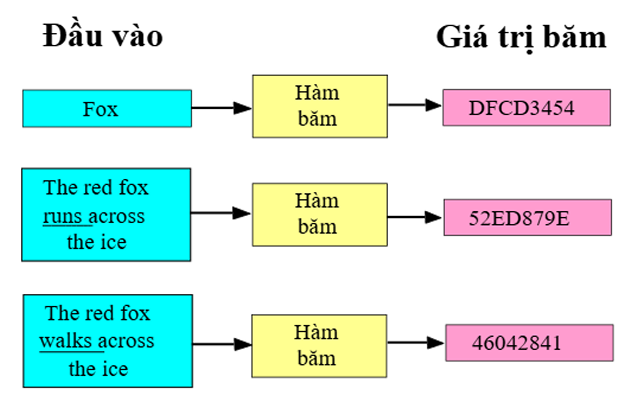 Đầu vào
Giá trị băm
Fox
Hàm
băm
DFCD3454
The red fox
runs across
the ice
Hàm
băm
52ED879E
The red fox
walks across
the ice
Hàm
băm
46042841